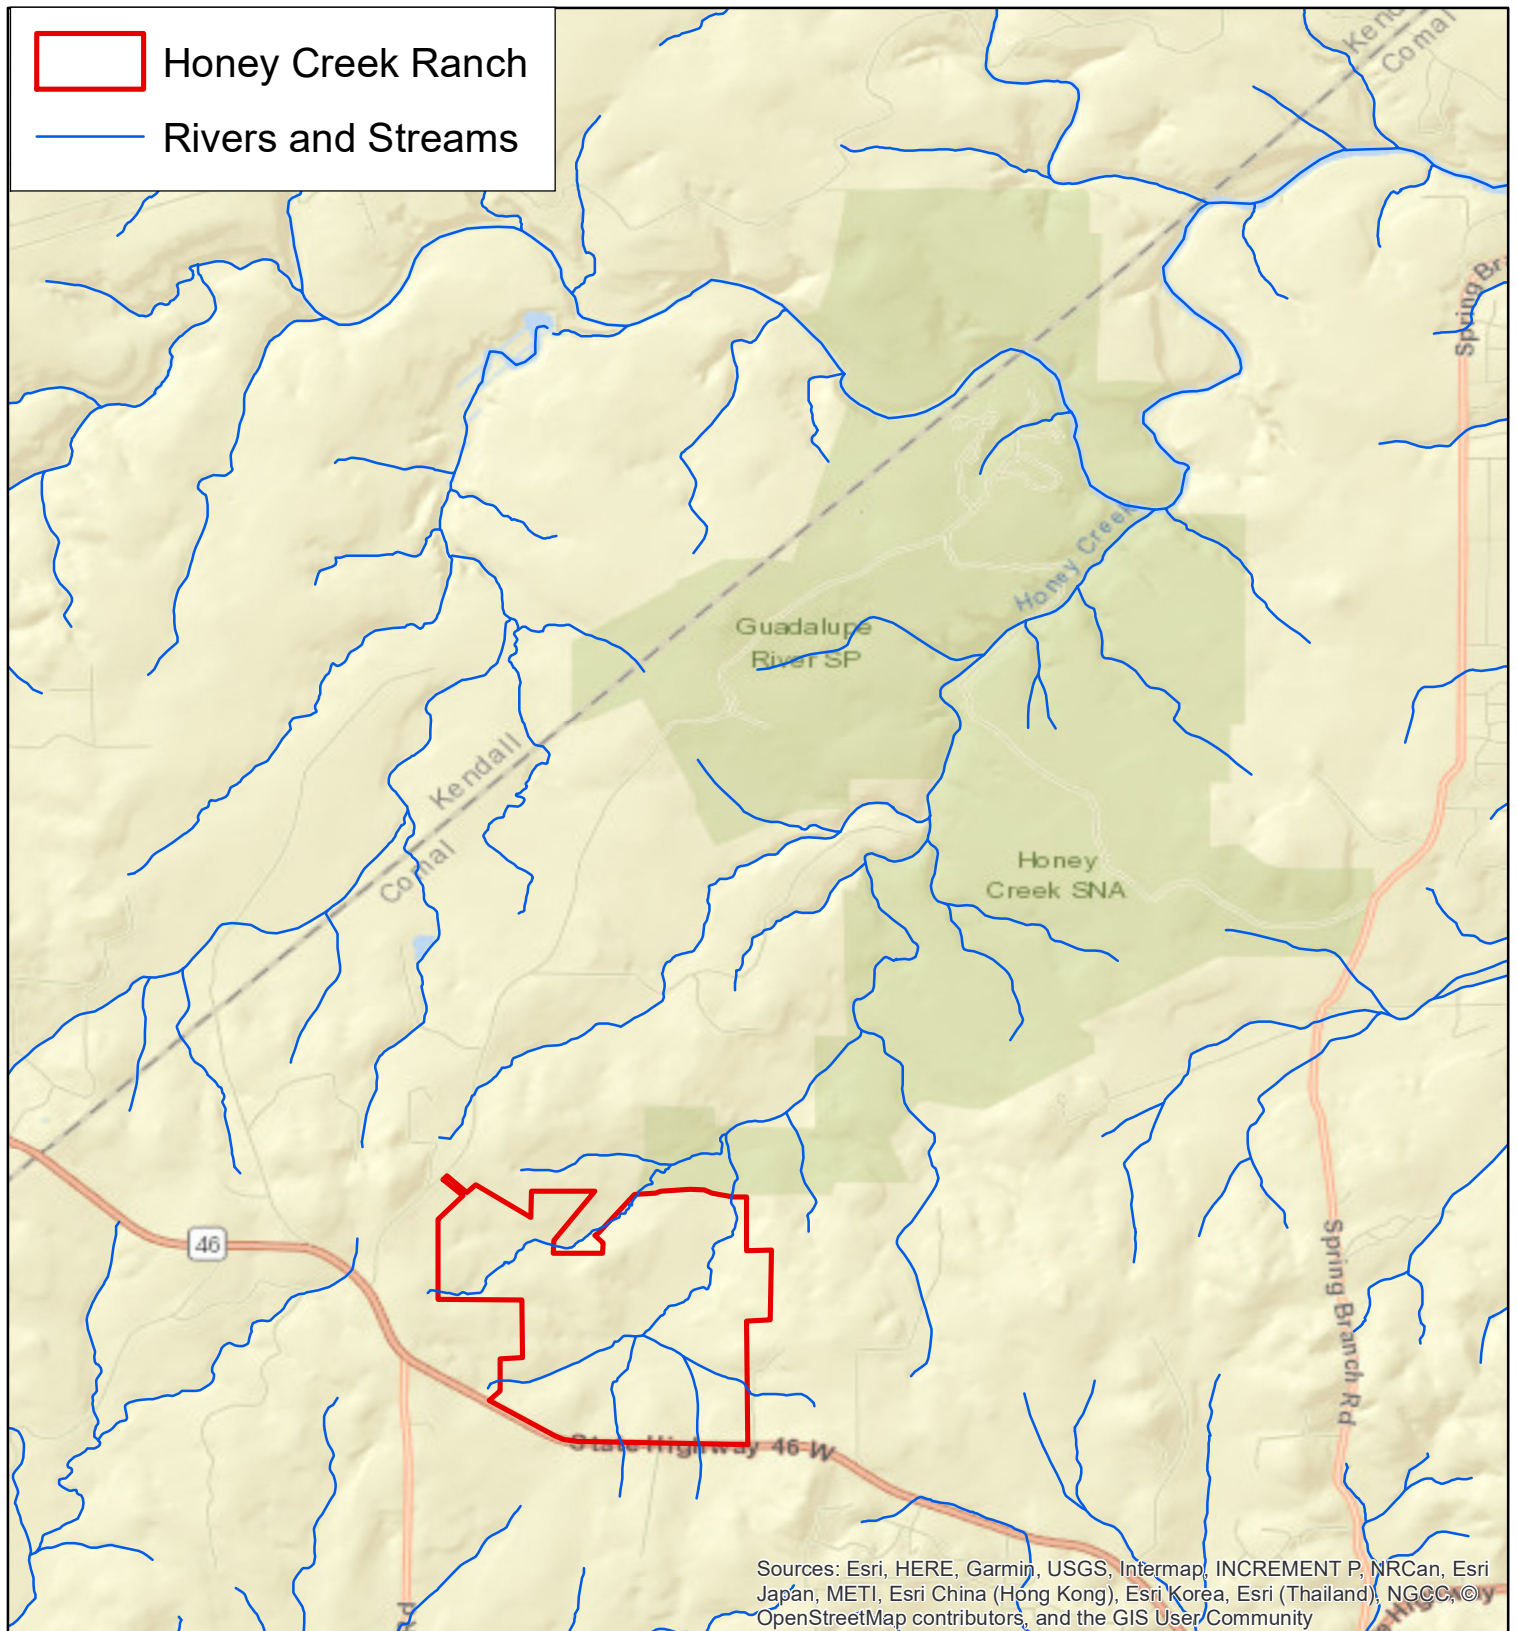 Honey Creek Ranch
Rivers and Streams
Comal
Spring Br
Honey Creek
Guadalupe
River SP
Kendall
Comal
Honey
Creek SNA
46
Spring Branch Rd
State Highway 46 W
Sources: Esri, HERE, Garmin, USGS, Intermap, INCREMENT P, NRCan, Esri
Japan, METI, Esri China (Hong Kong), Esri Korea, Esri (Thailand), NGCC, ©
OpenStreetMap contributors, and the GIS User Community